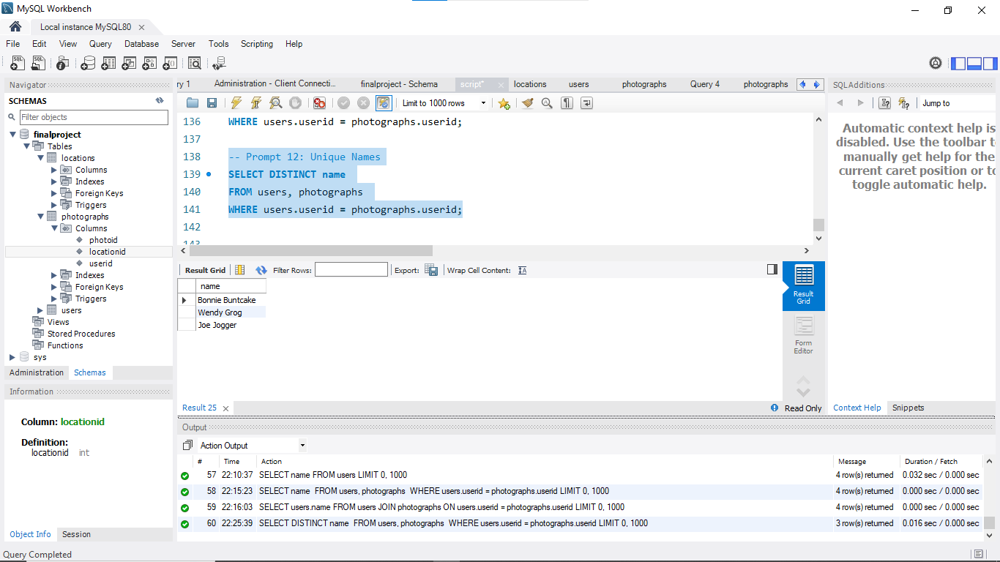 MySQL Workbench
Local instance MySQL80
File Edit View Query Database Server Tools Scripting Help
Navigator
SCHEMAS
Filter objects
finalproject
Tables
locations
Columns
Indexes
Foreign Keys
Triggers
photographs
Columns
photoid
locationid
userid
Indexes
Foreign Keys
Triggers
users
Views
Stored Procedures
Functions
sys
Administration Schemas
Information
Column: locationid
Definition:
locationid int
Object Info Session
ry 1 Administration - Client Connecti... finalproject - Schema script* locations users photographs Query 4 photographs
Limit to 1000 rows
136 WHERE users.userid = photographs.userid;
137
138 -- Prompt 12: Unique Names
139 SELECT DISTINCT name
140 FROM users, photographs
141 WHERE users.userid = photographs.userid;
142
143
Result Grid Filter Rows: Export: Wrap Cell Content:
name
Bonnie Buntcake
Wendy Grog
Joe Jogger
Result Grid
Form Editor
Result 25 Read Only
SQLAdditions
Jump to
Automatic context help is
disabled. Use the toolbar t
manually get help for the
current caret position or to
toggle automatic help.
Context Help Snippets
Output
Action Output
# Time Action Message Duration / Fetch
57 22:10:37 SELECT name FROM users LIMIT 0, 1000 4 row(s) returned 0.032 sec / 0.000 sec
58 22:15:23 SELECT name FROM users, photographs WHERE users.userid = photographs.userid LIMIT 0, 1000 4 row(s) returned 0.000 sec / 0.000 sec
59 22:16:03 SELECT users.name FROM users JOIN photographs ON users.userid = photographs.userid LIMIT 0, 1000 4 row(s) returned 0.000 sec / 0.000 sec
60 22:25:39 SELECT DISTINCT name FROM users, photographs WHERE users.userid = photographs.userid LIMIT 0, 1000 3 row(s) returned 0.016 sec / 0.000 sec
Query Completed